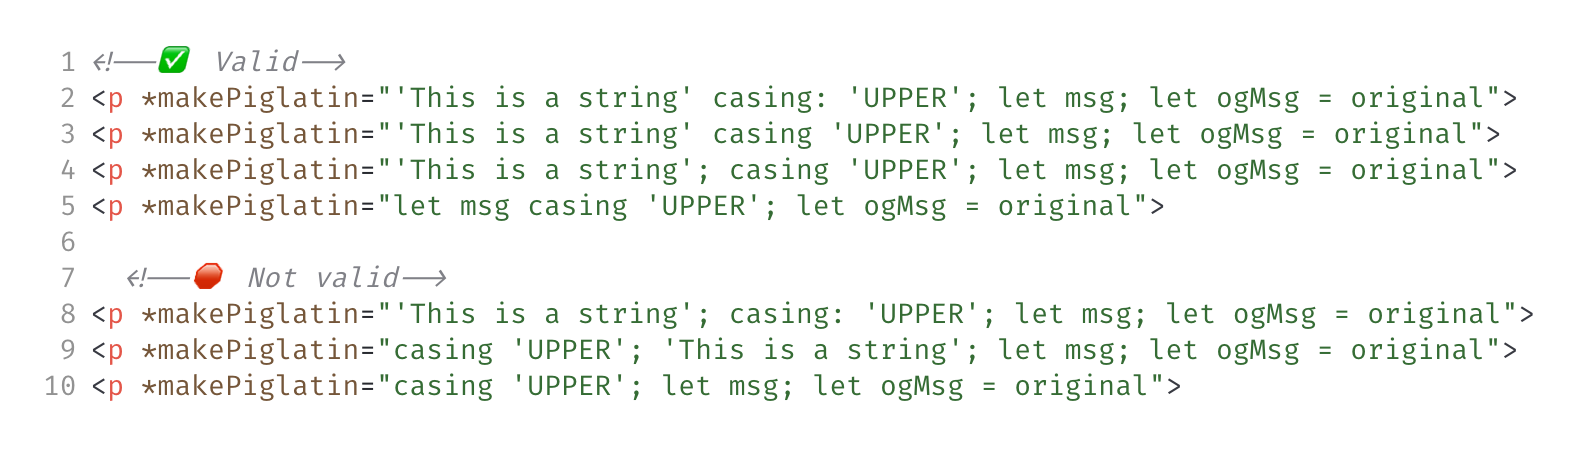 1 <!--✅ Valid-->
2 <p *makePiglatin="'This is a string' casing: 'UPPER'; let msg; let ogMsg = original">
3 <p *makePiglatin="'This is a string' casing 'UPPER'; let msg; let ogMsg = original">
4 <p *makePiglatin="'This is a string'; casing 'UPPER'; let msg; let ogMsg = original">
5 <p *makePiglatin="let msg casing 'UPPER'; let ogMsg = original">
6
7   <!--🛑 Not valid-->
8 <p *makePiglatin="'This is a string'; casing: 'UPPER'; let msg; let ogMsg = original">
9 <p *makePiglatin="casing 'UPPER'; 'This is a string'; let msg; let ogMsg = original">
10 <p *makePiglatin="casing 'UPPER'; let msg; let ogMsg = original">